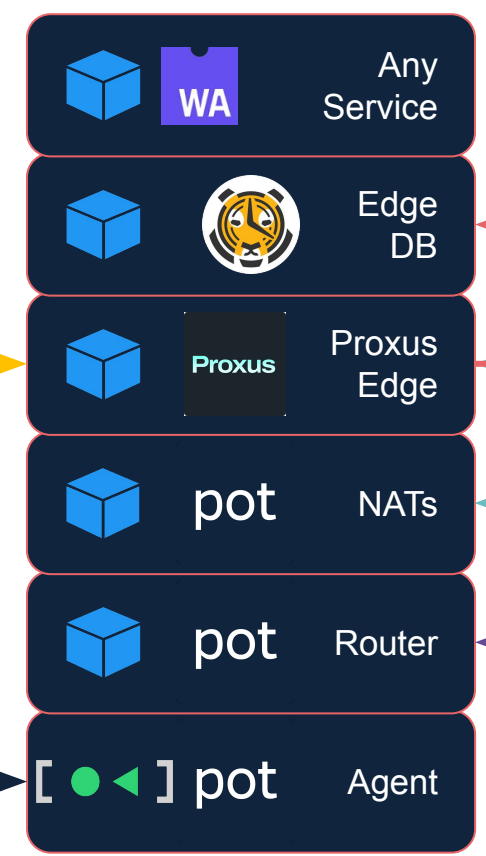 WA
Any
Service
Edge
DB
Proxus
Proxus
Edge
pot
NATs
pot
Router
[ ] pot
Agent